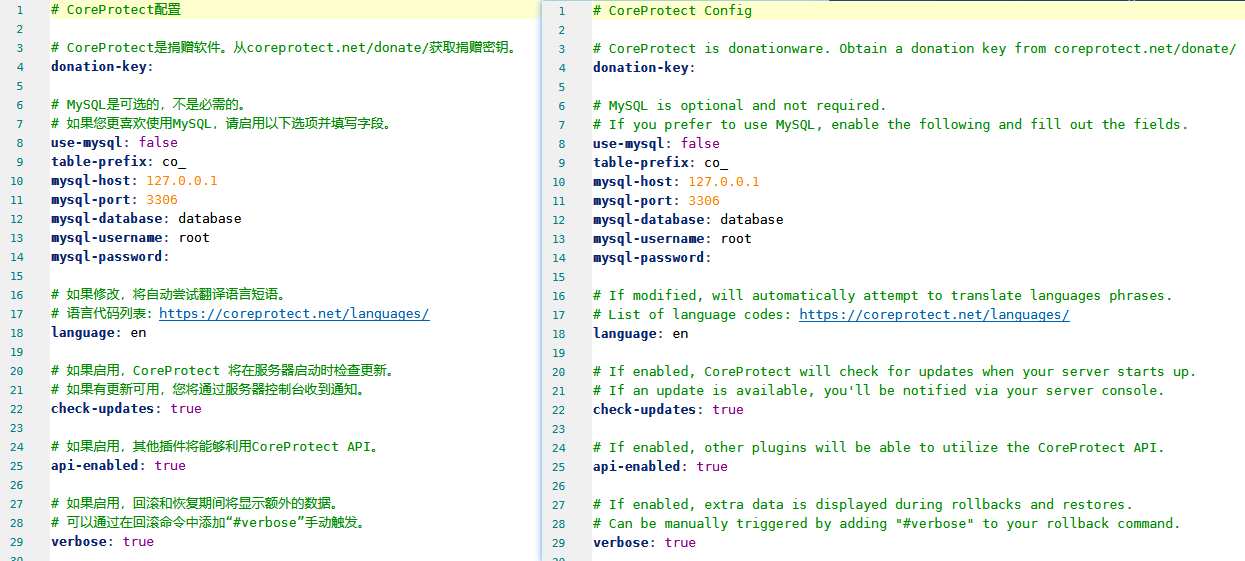 1 # CoreProtect配置
2
3 # CoreProtect是捐赠软件。从coreprotect.net/donate/获取捐赠密钥。
4 donation-key:
5
6 # MySQL是可选的，不是必需的。
7 # 如果您更喜欢使用MySQL，请启用以下选项并填写字段。
8 use-mysql: false
9 table-prefix: co_
10 mysql-host: 127.0.0.1
11 mysql-port: 3306
12 mysql-database: database
13 mysql-username: root
14 mysql-password:
15
16 # 如果修改，将自动尝试翻译语言短语。
17 # 语言代码列表：https://coreprotect.net/languages/
18 language: en
19
20 # 如果启用，CoreProtect 将在服务器启动时检查更新。
21 # 如果有更新可用，您将通过服务器控制台收到通知。
22 check-updates: true
23
24 # 如果启用，其他插件将能够利用CoreProtect API。
25 api-enabled: true
26
27 # 如果启用，回滚和恢复期间将显示额外的数据。
28 # 可以通过在回滚命令中添加“#verbose”手动触发。
29 verbose: true
1 # CoreProtect Config
2
3 # CoreProtect is donationware. Obtain a donation key from coreprotect.net/donate/
4 donation-key:
5
6 # MySQL is optional and not required.
7 # If you prefer to use MySQL, enable the following and fill out the fields.
8 use-mysql: false
9 table-prefix: co_
10 mysql-host: 127.0.0.1
11 mysql-port: 3306
12 mysql-database: database
13 mysql-username: root
14 mysql-password:
15
16 # If modified, will automatically attempt to translate languages phrases.
17 # List of language codes: https://coreprotect.net/languages/
18 language: en
19
20 # If enabled, CoreProtect will check for updates when your server starts up.
21 # If an update is available, you'll be notified via your server console.
22 check-updates: true
23
24 # If enabled, other plugins will be able to utilize the CoreProtect API.
25 api-enabled: true
26
27 # If enabled, extra data is displayed during rollbacks and restores.
28 # Can be manually triggered by adding "#verbose" to your rollback command.
29 verbose: true